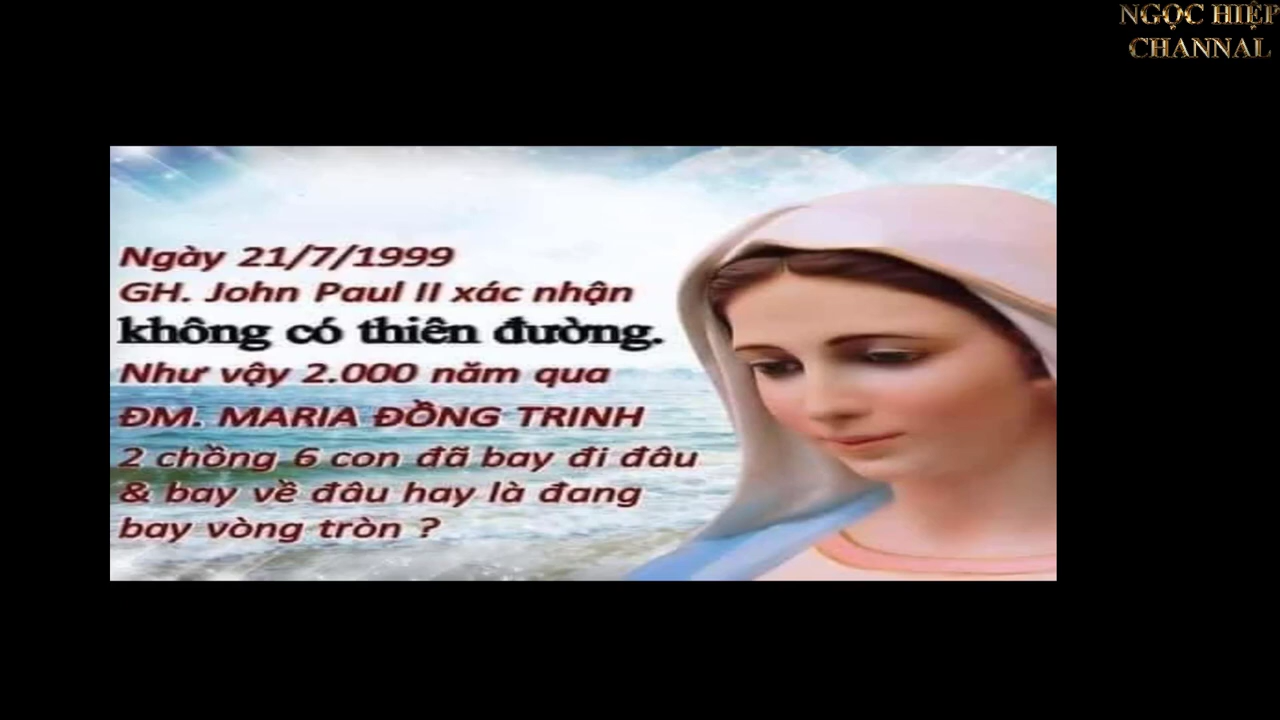 NGỌC HIỆP
CHANNAL
Ngày 21/7/1999
GH. John Paul II xác nhận
không có thiên đường.
Như vậy 2.000 năm qua
ĐM. MARIA ĐỒNG TRINH
2 chồng 6 con đã bay đi đâu
& bay về đâu hay là đang
bay vòng tròn ?